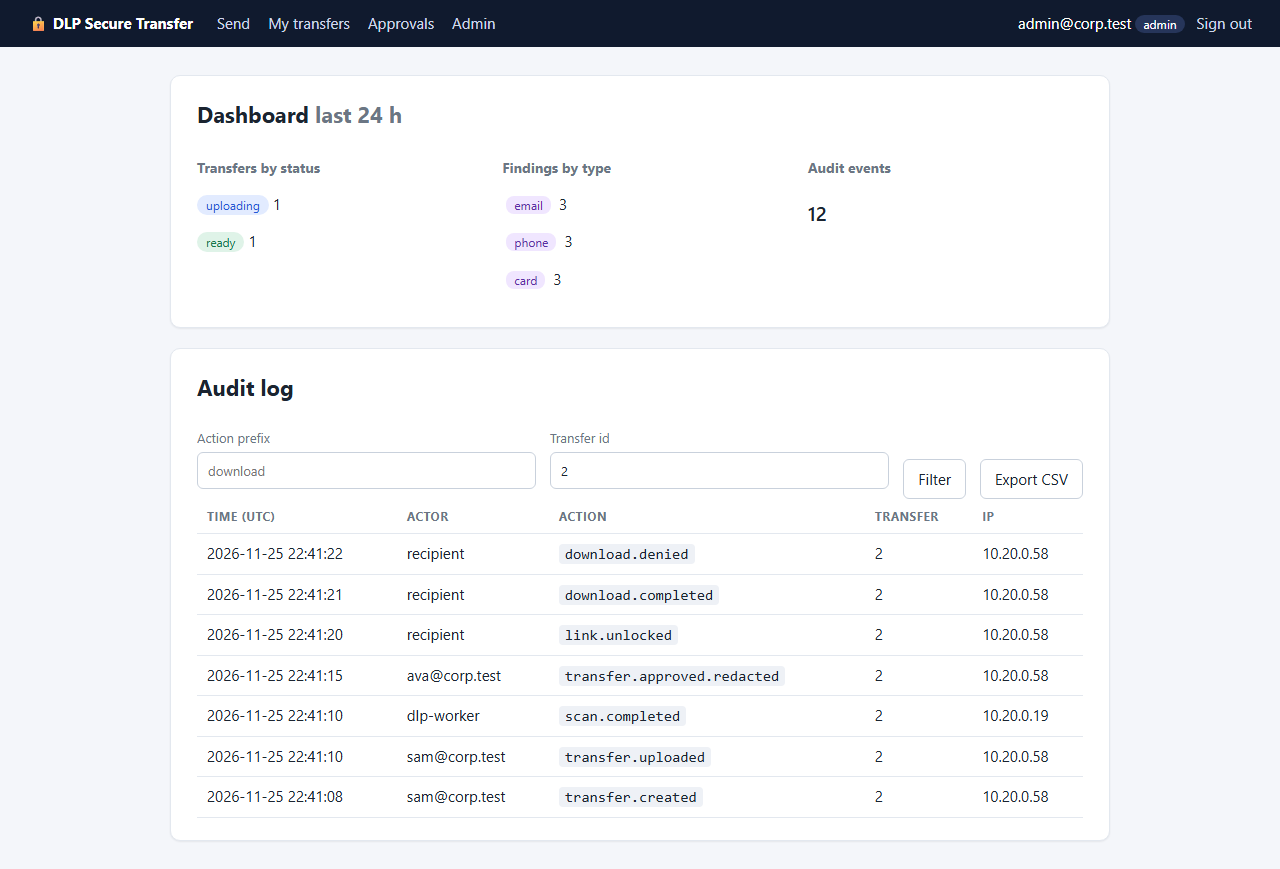 DLP Secure Transfer Send My transfers Approvals Admin admin@corp.test admin Sign out
Dashboard last 24 h
Transfers by status Findings by type Audit events
uploading 1 email 3 12
ready 1 phone 3
card 3
Audit log
Action prefix Transfer id
download 2 Filter Export CSV
TIME (UTC) ACTOR ACTION TRANSFER IP
2026-11-25 22:41:22 recipient download.denied 2 10.20.0.58
2026-11-25 22:41:21 recipient download.completed 2 10.20.0.58
2026-11-25 22:41:20 recipient link.unlocked 2 10.20.0.58
2026-11-25 22:41:15 ava@corp.test transfer.approved.redacted 2 10.20.0.58
2026-11-25 22:41:10 dlp-worker scan.completed 2 10.20.0.19
2026-11-25 22:41:10 sam@corp.test transfer.uploaded 2 10.20.0.58
2026-11-25 22:41:08 sam@corp.test transfer.created 2 10.20.0.58